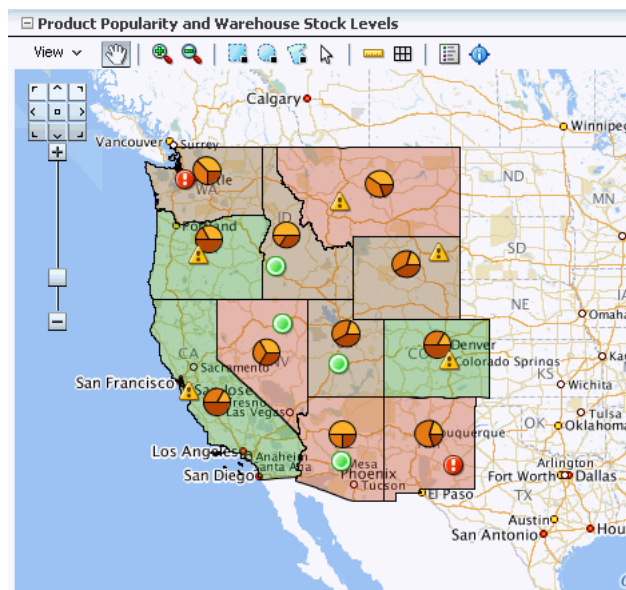 Product Popularity and Warehouse Stock Levels
View
Calgary
Winnipeg
Vancouver
Surrey
ND
WA
MN
ID
Portland
SD
NE
Omaha
Denver
CA
NV
CO
Colorado Springs
Sacramento
KS
San Francisco
San Jose
Wichita
Fresno
Las Vegas
Tulsa
OK
Oklahoma
Los Angeles
Anaheim
Santa Ana
Mesa
Phoenix
Arlington
San Diego
Tucson
Fort Worth
Dallas
El Paso
TX
Austin
San Antonio
Hou